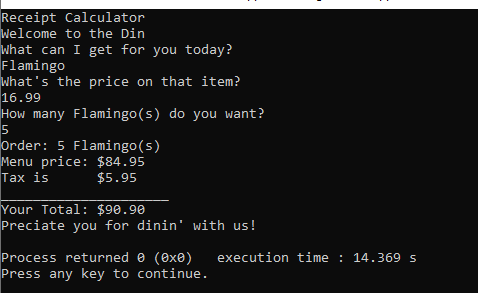 Receipt Calculator
Welcome to the Din
What can I get for you today?
Flamingo
What's the price on that item?
16.99
How many Flamingo(s) do you want?
5
Order: 5 Flamingo(s)
Menu price: $84.95
Tax is      $5.95
_____________________
Your Total: $90.90
Preciate you for dinin' with us!

Process returned 0 (0x0)   execution time : 14.369 s
Press any key to continue.